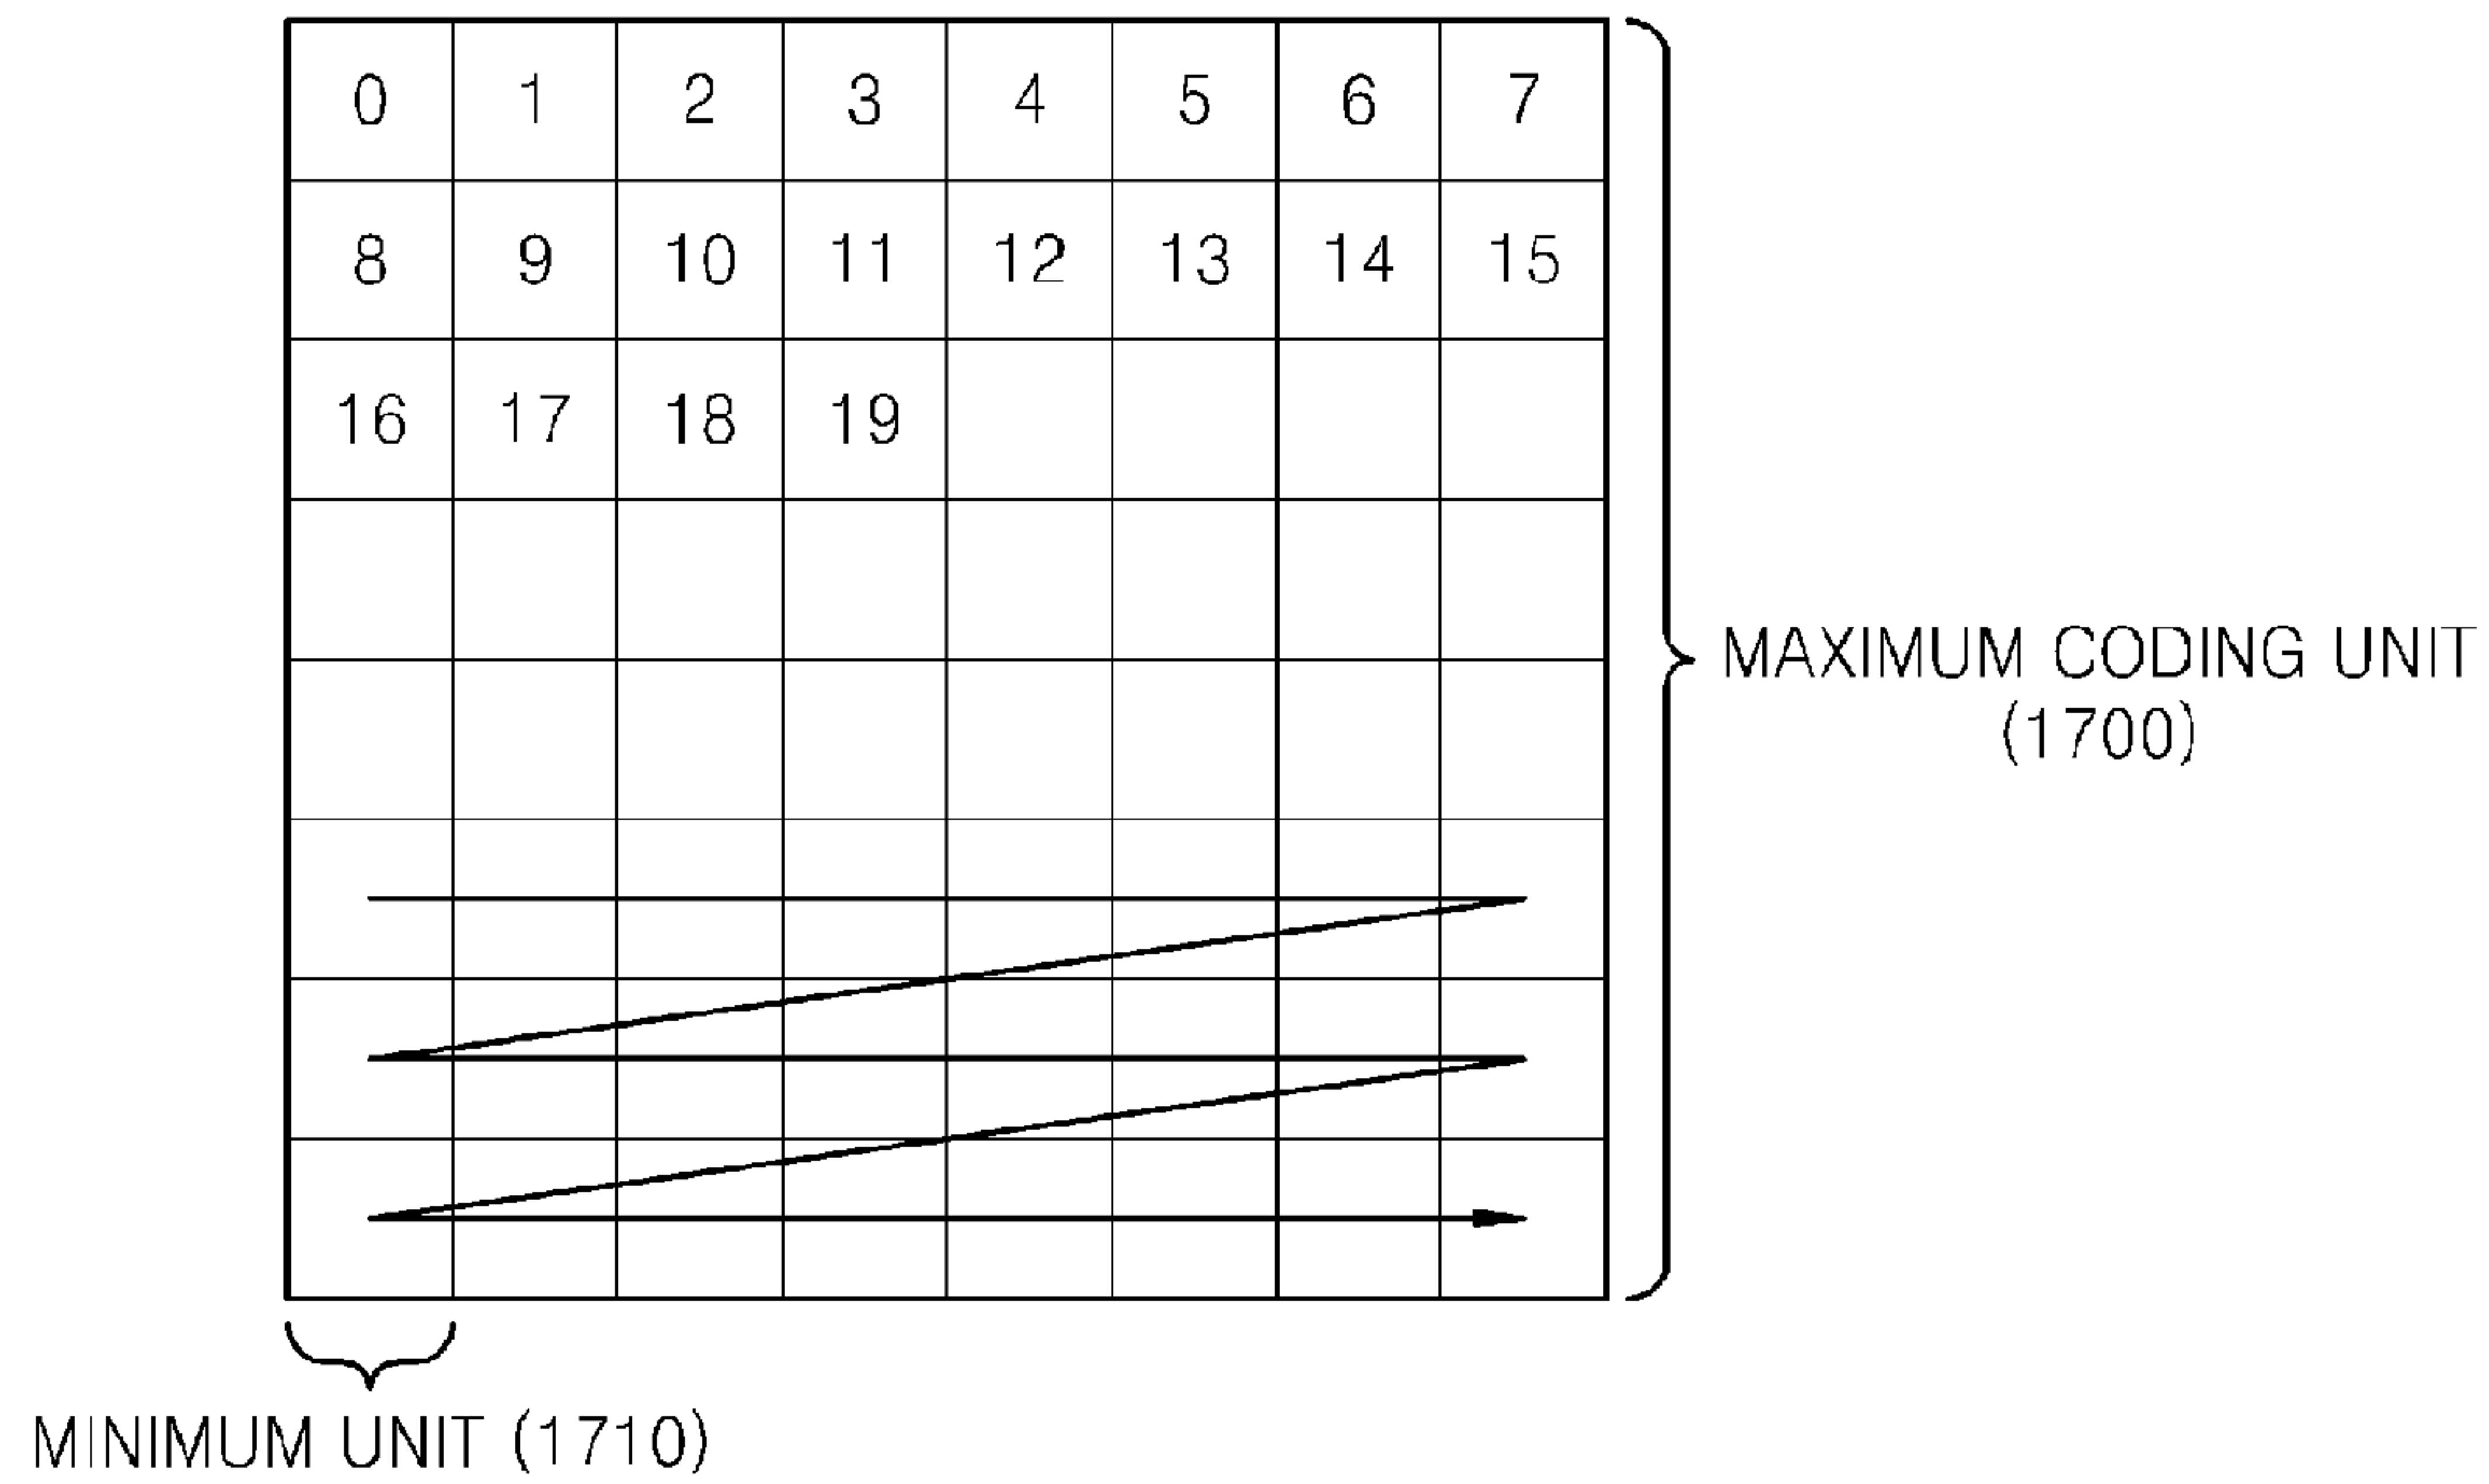 0 1 2 3 4 5 6 7
8 9 10 11 12 13 14 15
16 17 18 19
MAXIMUM CODING UNIT
(1700)
MINIMUM UNIT (1710)